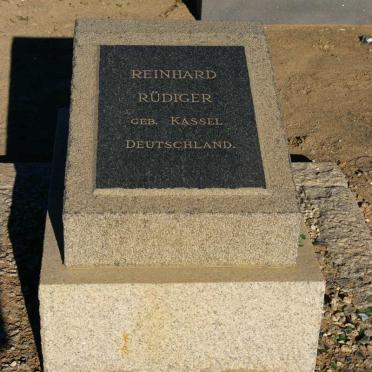 REINHARD
RÜDIGER
GEB. KASSEL
DEUTSCHLAND.